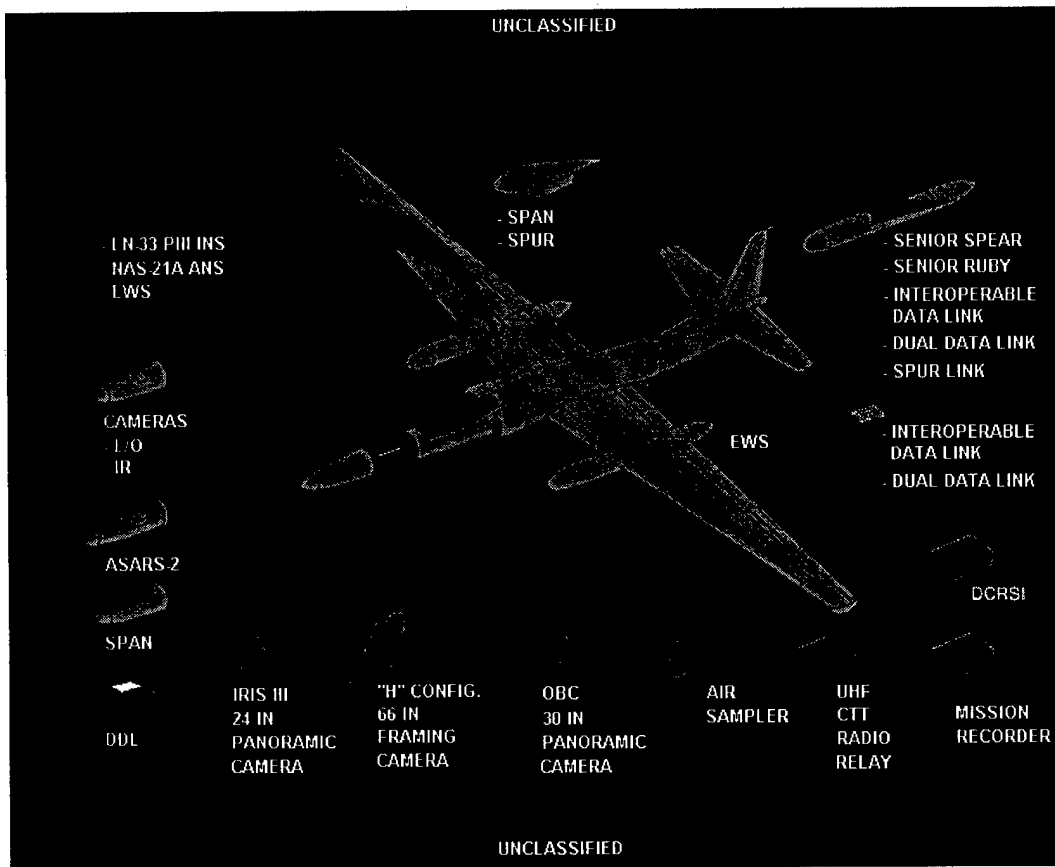 UNCLASSIFIED
- SPAN
- SPUR
- LN-33 PIII INS
NAS-21A ANS
EWS
- SENIOR SPEAR
- SENIOR RUBY
- INTEROPERABLE
DATA LINK
- DUAL DATA LINK
- SPUR LINK
CAMERAS
- E/O
IR
EWS
- INTEROPERABLE
DATA LINK
- DUAL DATA LINK
ASARS-2
DCRSI
SPAN
DDL
IRIS III
24 IN
PANORAMIC
CAMERA
"H" CONFIG.
66 IN
FRAMING
CAMERA
OBC
30 IN
PANORAMIC
CAMERA
AIR
SAMPLER
UHF
CTT
RADIO
RELAY
MISSION
RECORDER
UNCLASSIFIED